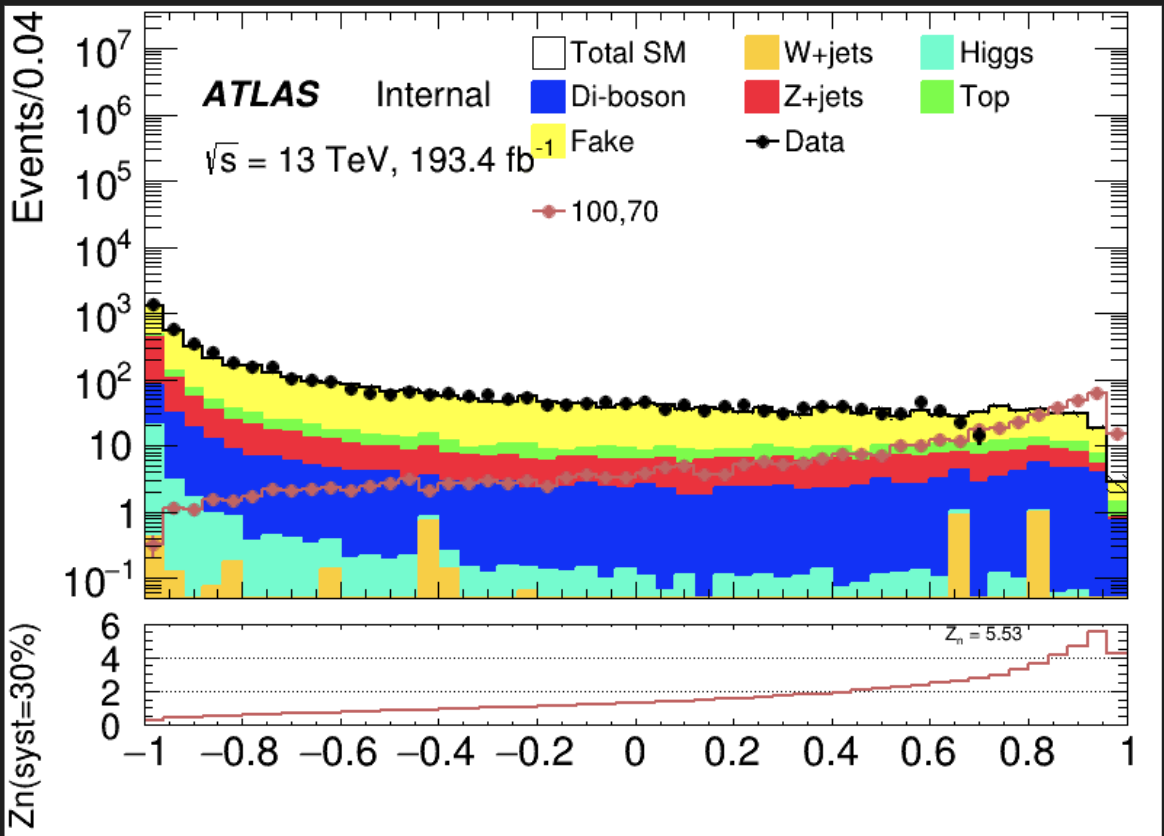 Events/0.04
10⁷
10⁶
10⁵
10⁴
10³
10²
10
1
10⁻¹
ATLAS Internal
√s = 13 TeV, 193.4 fb⁻¹
Total SM
W+jets
Higgs
Di-boson
Z+jets
Top
Fake
Data
100,70
Zn(syst=30%)
6
4
2
0
Zₙ = 5.53
−1 −0.8 −0.6 −0.4 −0.2 0 0.2 0.4 0.6 0.8 1